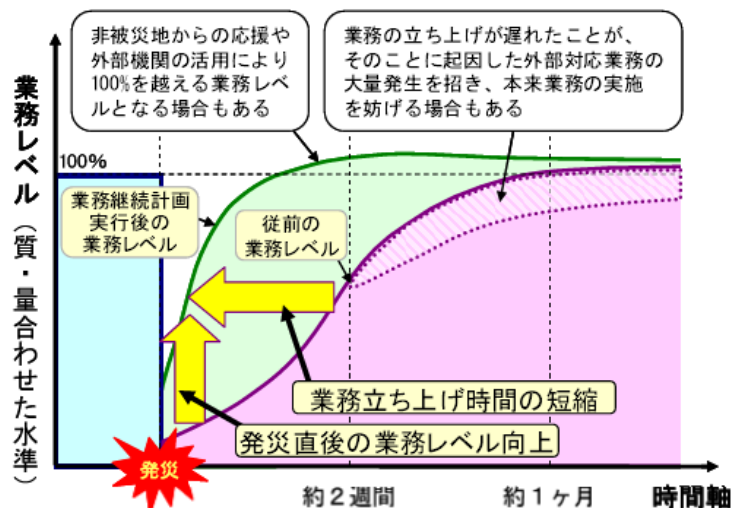 非被災地からの応援や
外部機関の活用により
100%を越える業務レベ
ルとなる場合もある
業務の立ち上げが遅れたことが、
そのことに起因した外部対応業務の
大量発生を招き、本来業務の実施
を妨げる場合もある
業務レベル（質・量合わせた水準）
100%
業務継続計画
実行後の
業務レベル
従前の
業務レベル
業務立ち上げ時間の短縮
発災直後の業務レベル向上
発災
約２週間
約１ヶ月
時間軸